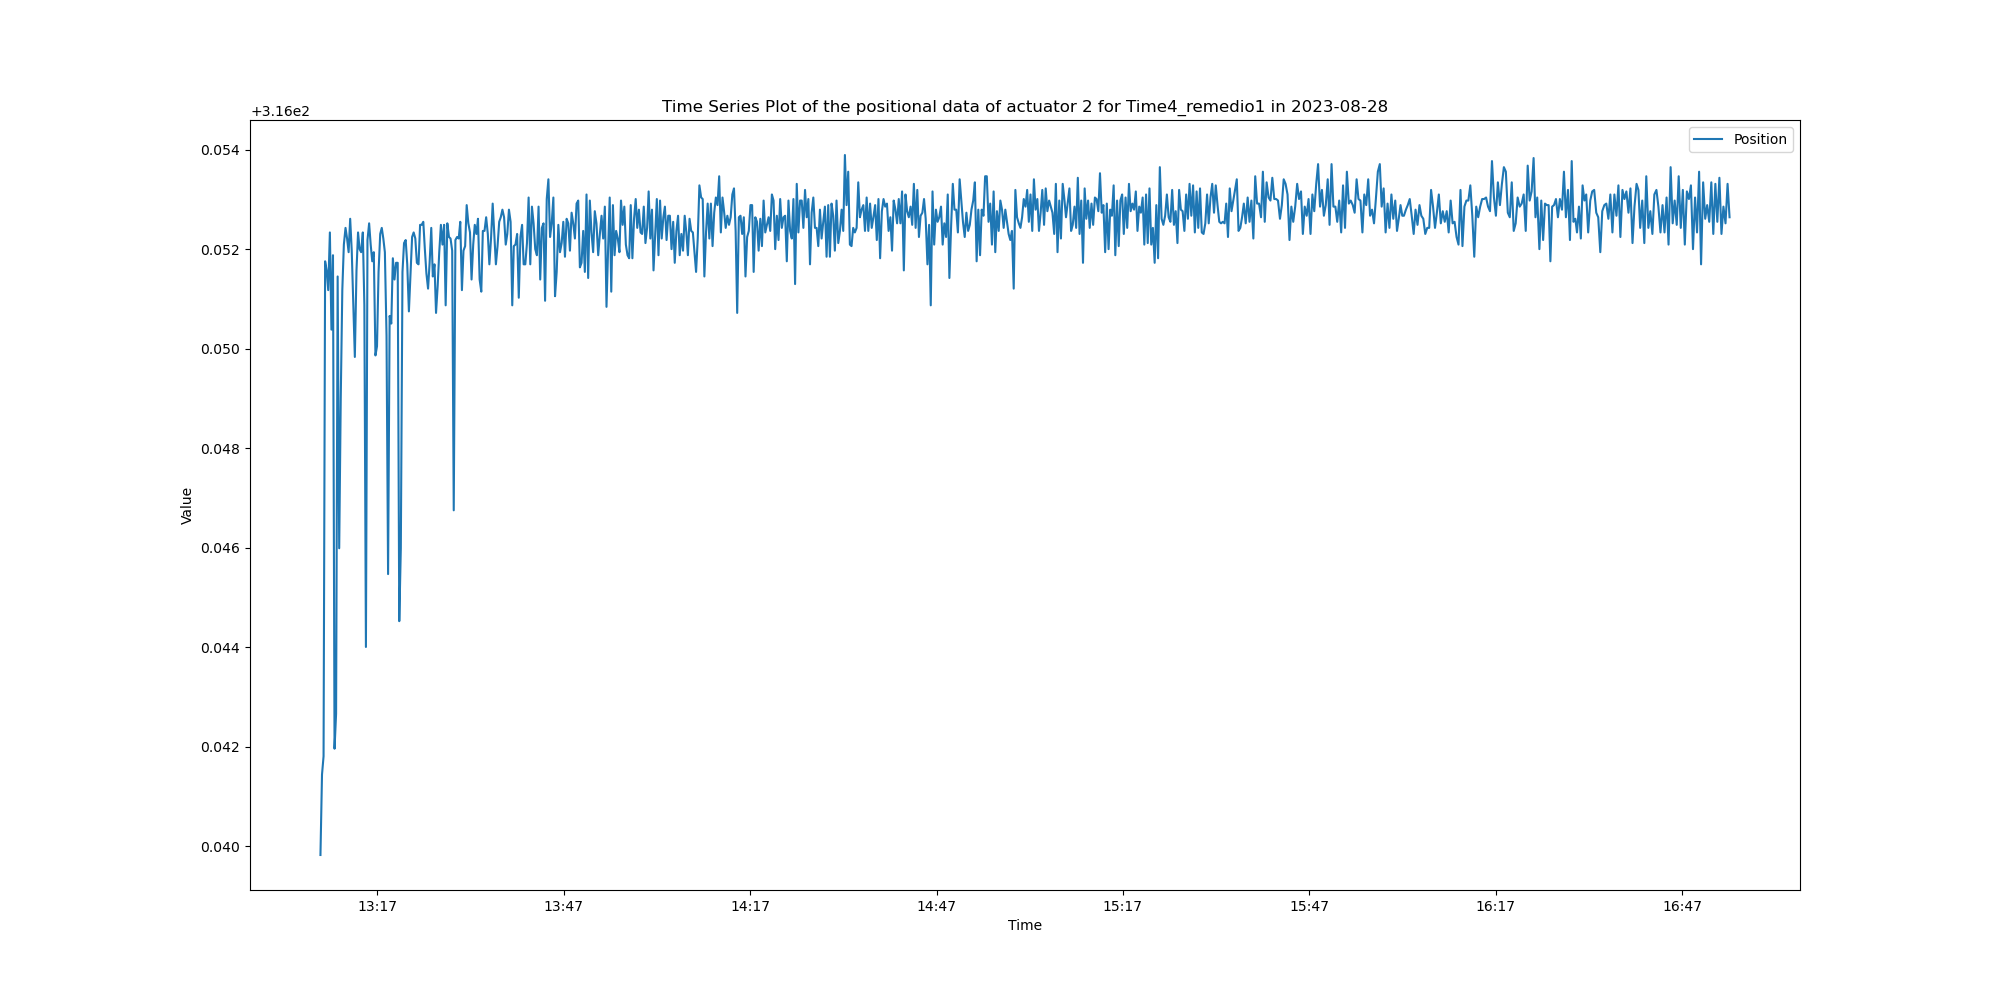 Time Series Plot of the positional data of actuator 2 for Time4_remedio1 in 2023-08-28
+3.16e2
Position
0.054
0.052
0.050
0.048
0.046
0.044
0.042
0.040
Value
13:17 13:47 14:17 14:47 15:17 15:47 16:17 16:47
Time